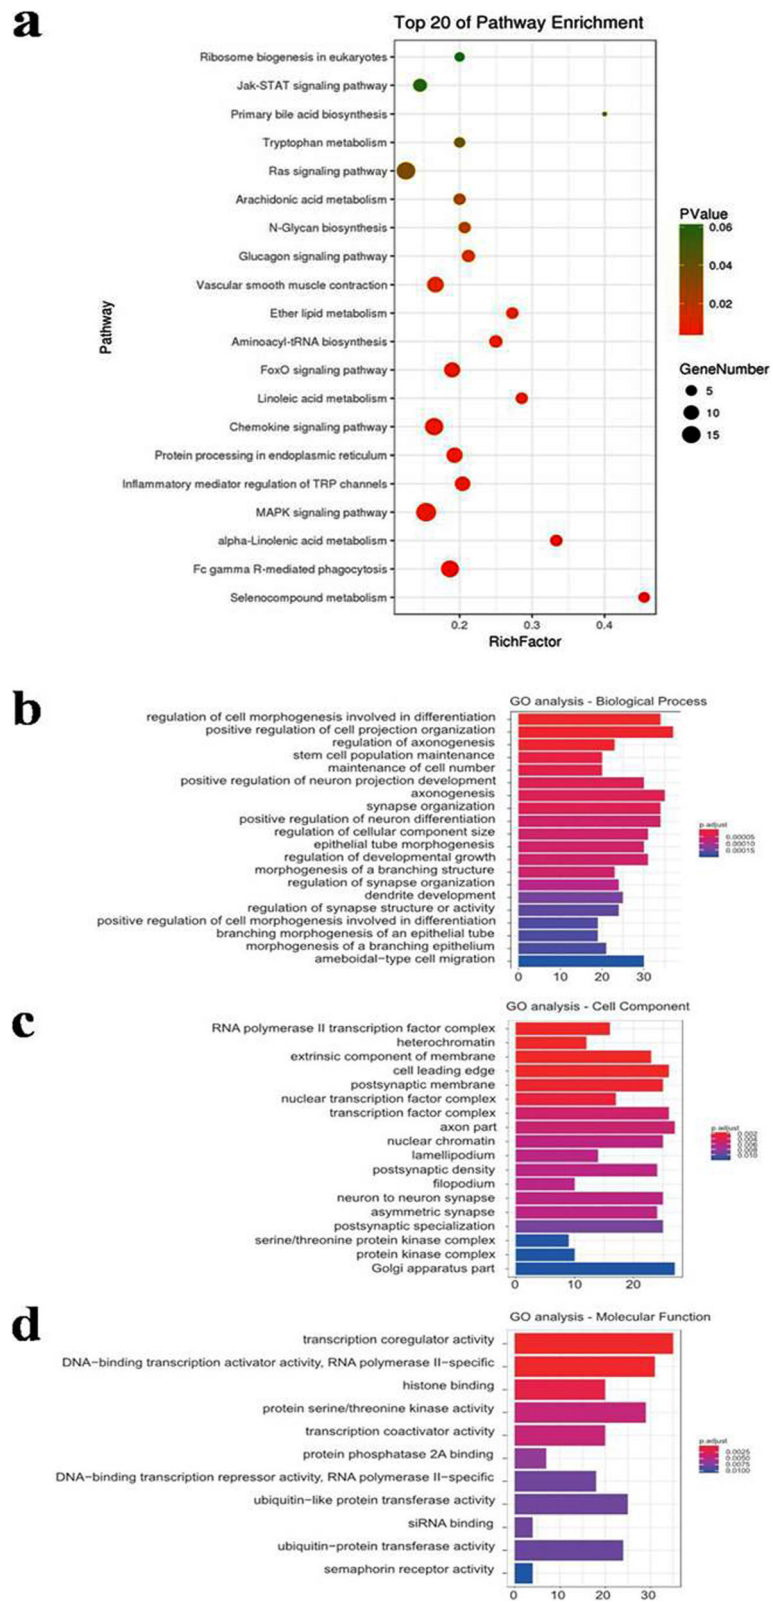 a
Top 20 of Pathway Enrichment
Ribosome biogenesis in eukaryotes
Jak-STAT signaling pathway
Primary bile acid biosynthesis
Tryptophan metabolism
Ras signaling pathway
Arachidonic acid metabolism
N-Glycan biosynthesis
Glucagon signaling pathway
Vascular smooth muscle contraction
Ether lipid metabolism
Aminoacyl-tRNA biosynthesis
FoxO signaling pathway
Linoleic acid metabolism
Chemokine signaling pathway
Protein processing in endoplasmic reticulum
Inflammatory mediator regulation of TRP channels
MAPK signaling pathway
alpha-Linolenic acid metabolism
Fc gamma R-mediated phagocytosis
Selenocompound metabolism
Pathway
0.2 0.3 0.4
RichFactor
PValue
0.06
0.04
0.02
GeneNumber
5
10
15
b
GO analysis - Biological Process
regulation of cell morphogenesis involved in differentiation
positive regulation of cell projection organization
regulation of axonogenesis
stem cell population maintenance
maintenance of cell number
positive regulation of neuron projection development
axonogenesis
synapse organization
positive regulation of neuron differentiation
regulation of cellular component size
epithelial tube morphogenesis
regulation of developmental growth
morphogenesis of a branching structure
regulation of synapse organization
dendrite development
regulation of synapse structure or activity
positive regulation of cell morphogenesis involved in differentiation
branching morphogenesis of an epithelial tube
morphogenesis of a branching epithelium
ameboidal−type cell migration
0 10 20 30
p.adjust
0.00005
0.00010
0.00015
c
GO analysis - Cell Component
RNA polymerase II transcription factor complex
heterochromatin
extrinsic component of membrane
cell leading edge
postsynaptic membrane
nuclear transcription factor complex
transcription factor complex
axon part
nuclear chromatin
lamellipodium
postsynaptic density
filopodium
neuron to neuron synapse
asymmetric synapse
postsynaptic specialization
serine/threonine protein kinase complex
protein kinase complex
Golgi apparatus part
0 10 20
p.adjust
0.002
0.004
0.006
0.008
0.010
d
GO analysis - Molecular Function
transcription coregulator activity
DNA−binding transcription activator activity, RNA polymerase II−specific
histone binding
protein serine/threonine kinase activity
transcription coactivator activity
protein phosphatase 2A binding
DNA−binding transcription repressor activity, RNA polymerase II−specific
ubiquitin−like protein transferase activity
siRNA binding
ubiquitin−protein transferase activity
semaphorin receptor activity
0 10 20 30
p.adjust
0.0025
0.0050
0.0075
0.0100